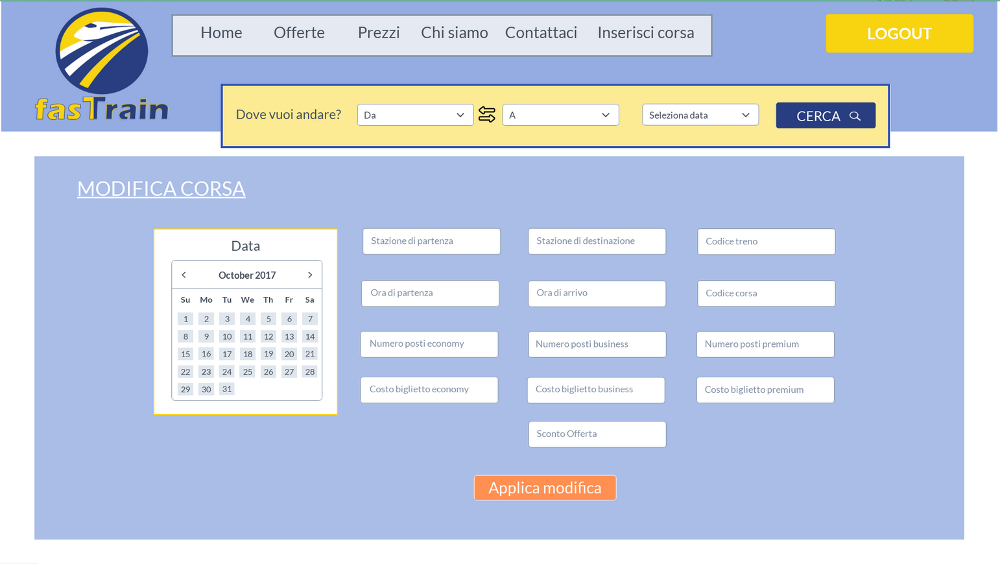 Home Offerte Prezzi Chi siamo Contattaci Inserisci corsa
LOGOUT
fasTrain
Dove vuoi andare? Da A Seleziona data CERCA
MODIFICA CORSA
Data
October 2017
Su Mo Tu We Th Fr Sa
1 2 3 4 5 6 7
8 9 10 11 12 13 14
15 16 17 18 19 20 21
22 23 24 25 26 27 28
29 30 31
Stazione di partenza Stazione di destinazione Codice treno
Ora di partenza Ora di arrivo Codice corsa
Numero posti economy Numero posti business Numero posti premium
Costo biglietto economy Costo biglietto business Costo biglietto premium
Sconto Offerta
Applica modifica